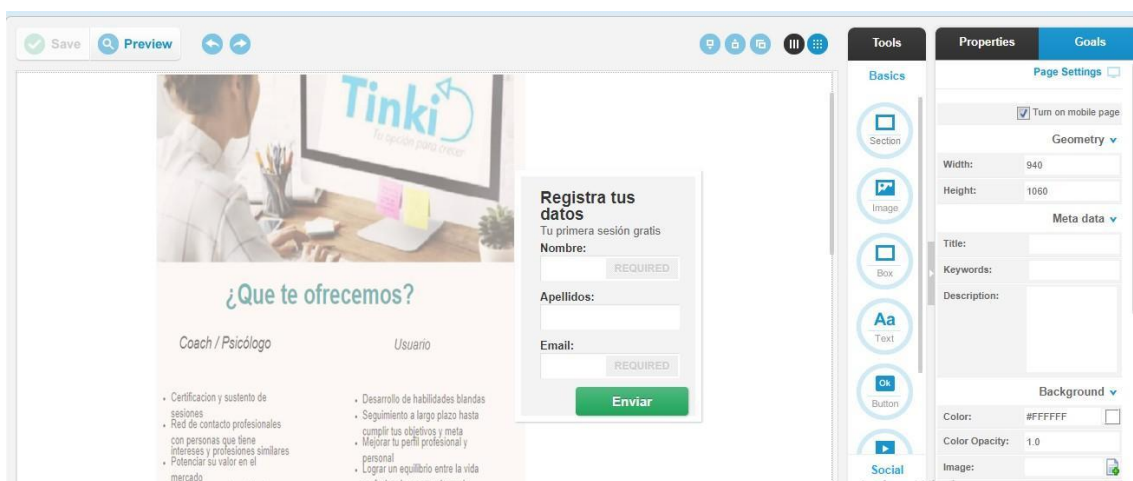 Save
Preview
Tools
Properties
Goals
Basics
Page Settings
Turn on mobile page
Section
Geometry
Width:
940
Height:
1060
Image
Meta data
Title:
Keywords:
Box
Description:
Aa
Text
Ok
Button
Background
Color:
#FFFFFF
Color Opacity:
1.0
Social
Image:
Tinki
Tu opción para crecer
Registra tus
datos
Tu primera sesión gratis
Nombre:
REQUIRED
Apellidos:
Email:
REQUIRED
Enviar
¿Que te ofrecemos?
Coach / Psicólogo
Certificacion y sustento de
sesiones
Red de contacto profesionales
con personas que tiene
intereses y profesiones similares
Potenciar su valor en el
mercado
Usuario
Desarrollo de habilidades blandas
Seguimiento a largo plazo hasta
cumplir tus objetivos y meta
Mejorar tu perfil profesional y
personal
Lograr un equilibrio entre la vida